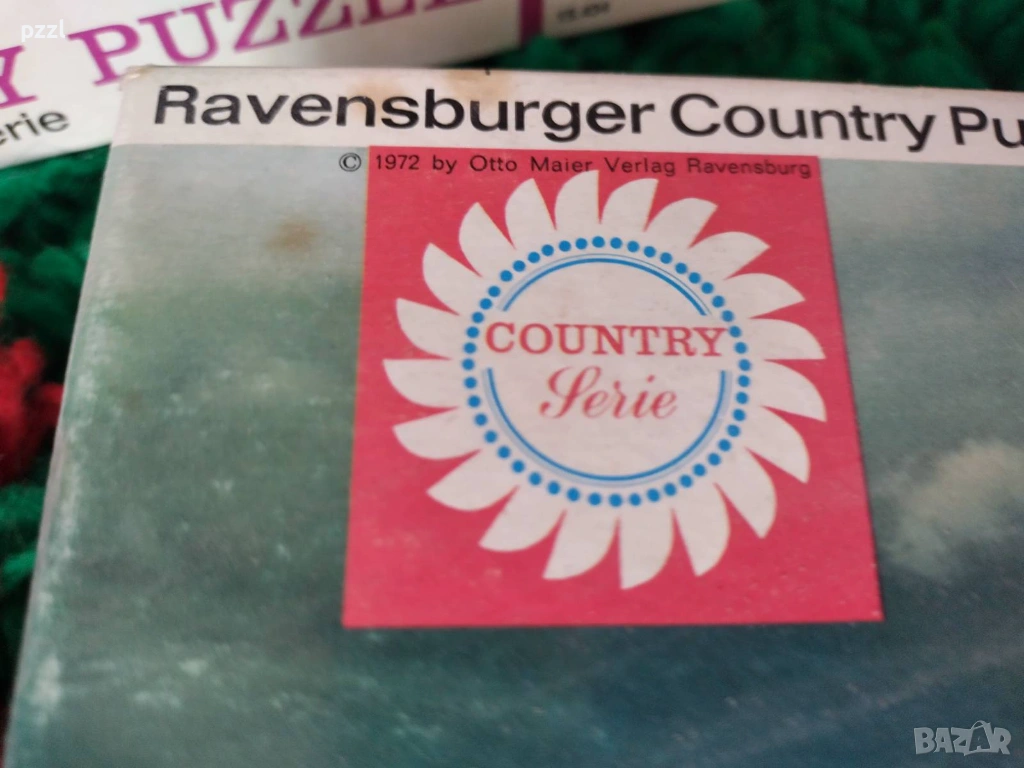 pzzl
Y PUZZLE
erie
Ravensburger Country Pu
© 1972 by Otto Maier Verlag Ravensburg
COUNTRY
Serie
BAZAR